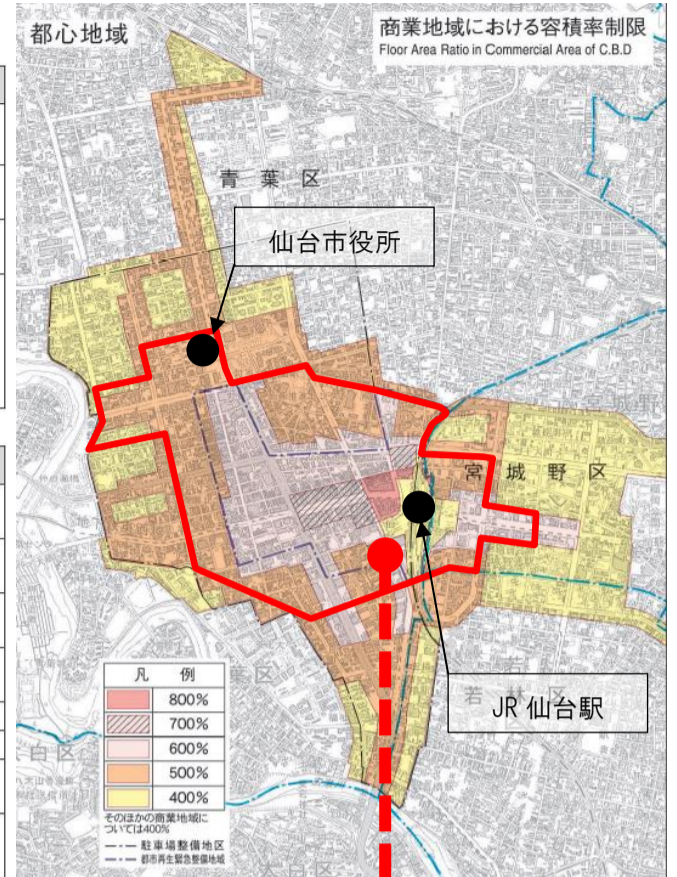 都心地域
商業地域における容積率制限
Floor Area Ratio in Commercial Area of C.B.D
青葉区
仙台市役所
宮城野区
JR 仙台駅
若林区
凡 例
800%
700%
600%
500%
400%
そのほかの商業地域に
ついては400%
駐車場整備地区
都市再生緊急整備地域